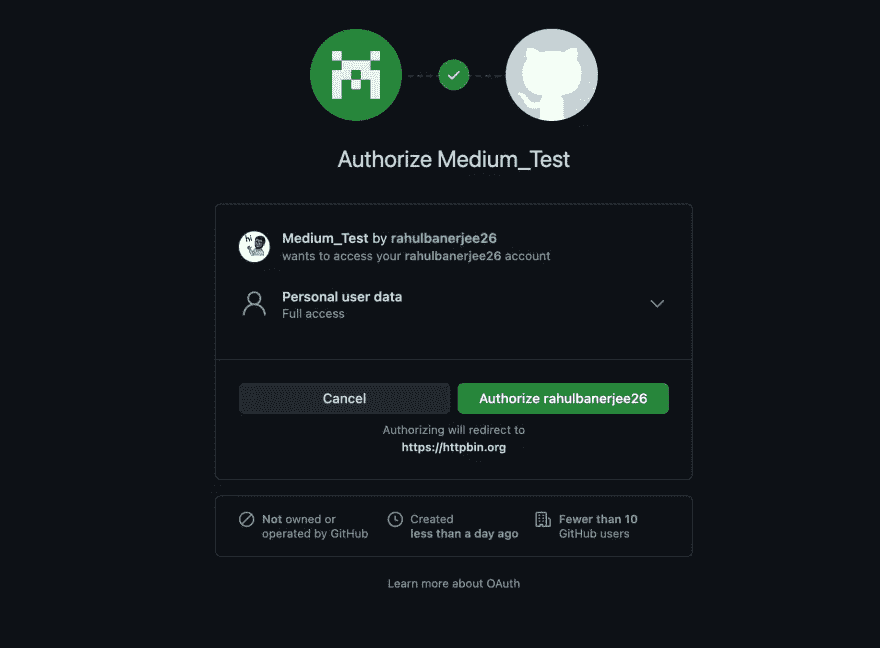 Authorize Medium_Test
hi
Medium_Test by rahulbanerjee26
wants to access your rahulbanerjee26 account
Personal user data
Full access
Cancel
Authorize rahulbanerjee26
Authorizing will redirect to
https://httpbin.org
Not owned or
operated by GitHub
Created
less than a day ago
Fewer than 10
GitHub users
Learn more about OAuth